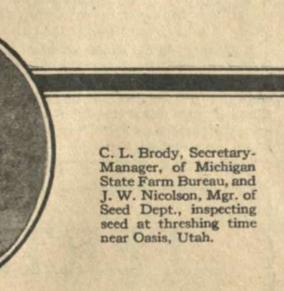 C. L. Brody, Secretary-
Manager, of Michigan
State Farm Bureau, and
J. W. Nicolson, Mgr. of
Seed Dept., inspecting
seed at threshing time
near Oasis, Utah.